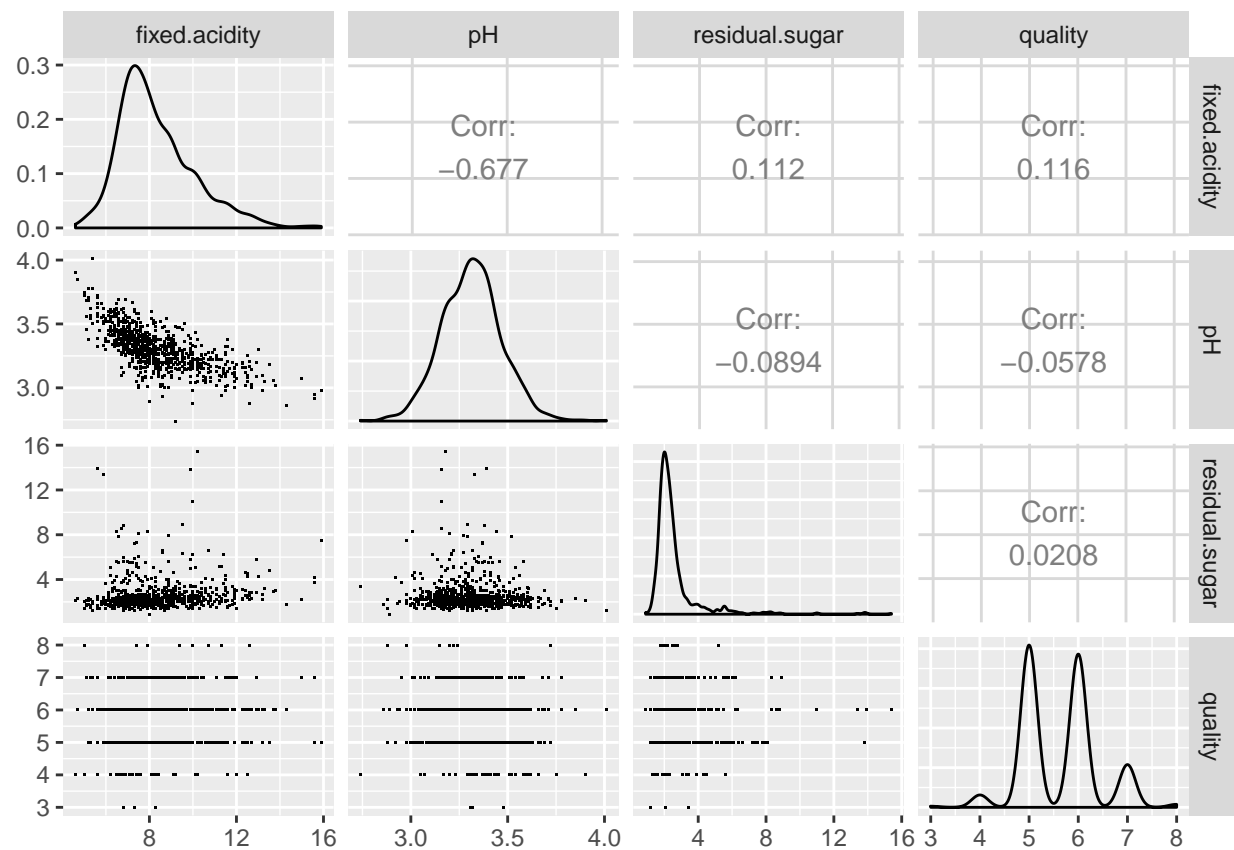 fixed.acidity pH residual.sugar quality
0.3
0.2
0.1
0.0
Corr:
−0.677
Corr:
0.112
Corr:
0.116
fixed.acidity
4.0
3.5
3.0
Corr:
−0.0894
Corr:
−0.0578
pH
16
12
8
4
Corr:
0.0208
residual.sugar
8
7
6
5
4
3
quality
8 12 16 3.0 3.5 4.0 4 8 12 16 3 4 5 6 7 8